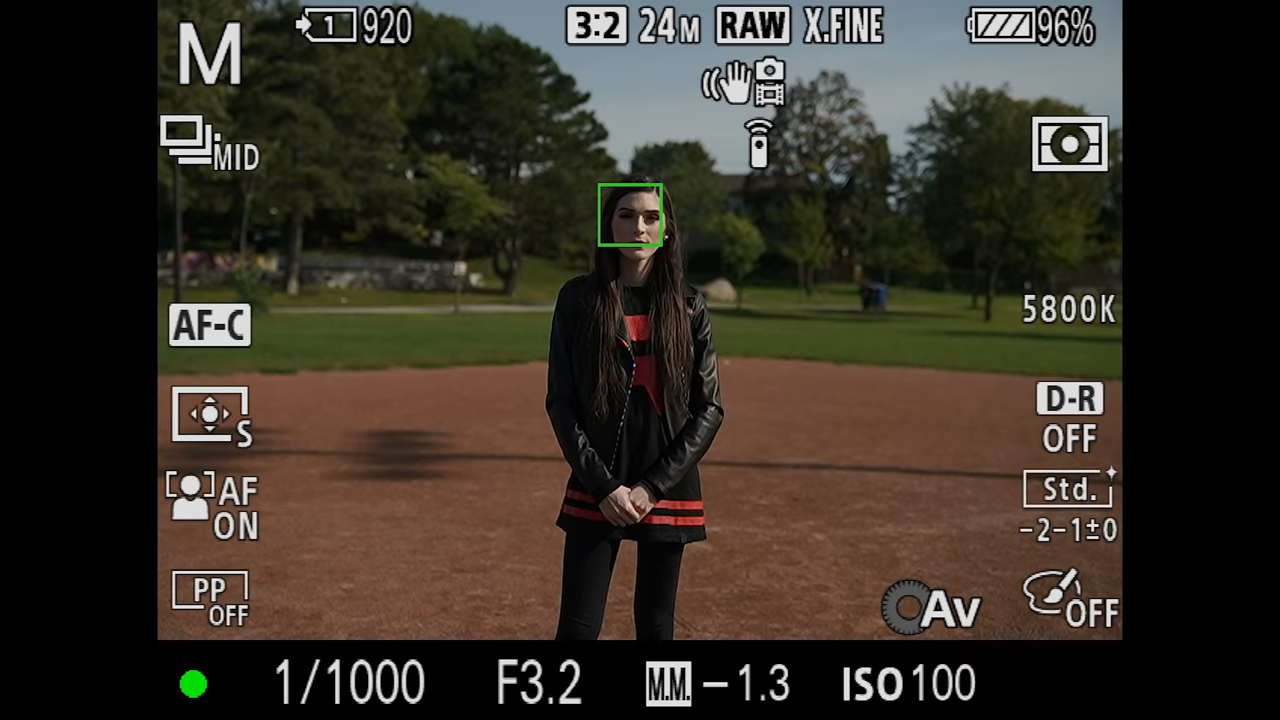 M 1 920 3:2 24M RAW X.FINE 96%
MID
AF-C
5800K
D-R
OFF
S
AF
ON
Std.
-2-1±0
PP
OFF
Av
OFF
1/1000 F3.2 M.M. -1.3 ISO 100